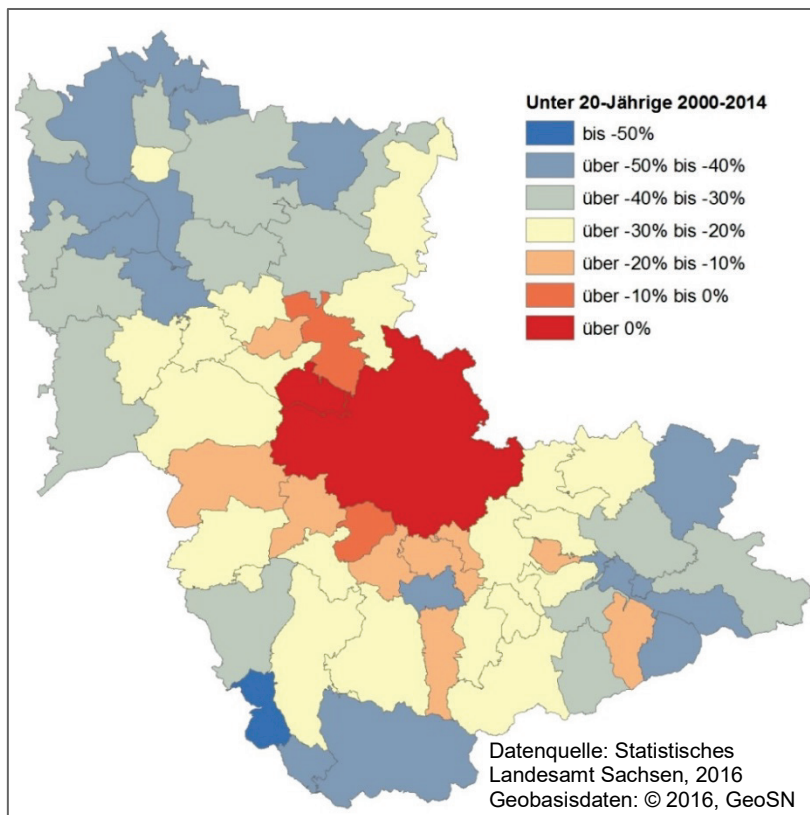 Unter 20-Jährige 2000-2014
bis -50%
über -50% bis -40%
über -40% bis -30%
über -30% bis -20%
über -20% bis -10%
über -10% bis 0%
über 0%
Datenquelle: Statistisches
Landesamt Sachsen, 2016
Geobasisdaten: © 2016, GeoSN